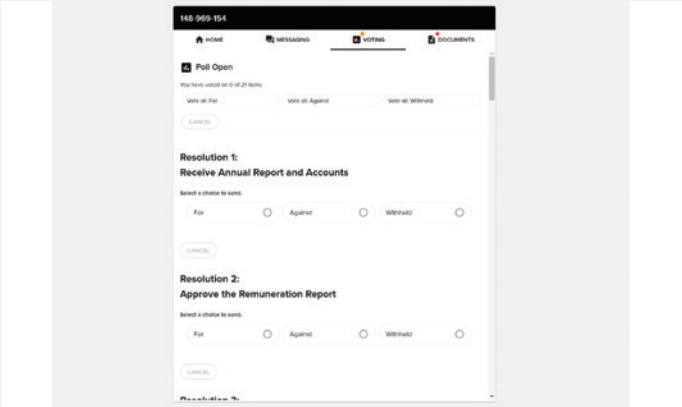 148-969-154
HOME MESSAGING VOTING DOCUMENTS
Poll Open
You have voted on 0 of 21 items
Vote all: For Vote all: Against Vote all: Withheld
CANCEL
Resolution 1:
Receive Annual Report and Accounts
Select a choice to send.
For Against Withheld
CANCEL
Resolution 2:
Approve the Remuneration Report
Select a choice to send.
For Against Withheld
CANCEL